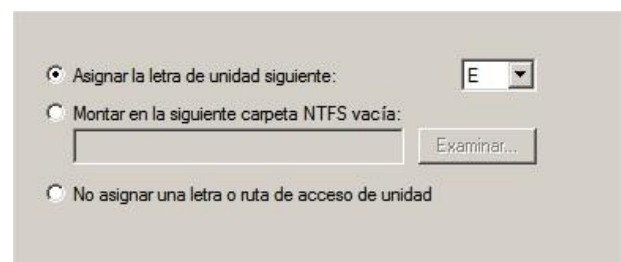 Asignar la letra de unidad siguiente: E
Montar en la siguiente carpeta NTFS vacía:
Examinar...
No asignar una letra o ruta de acceso de unidad